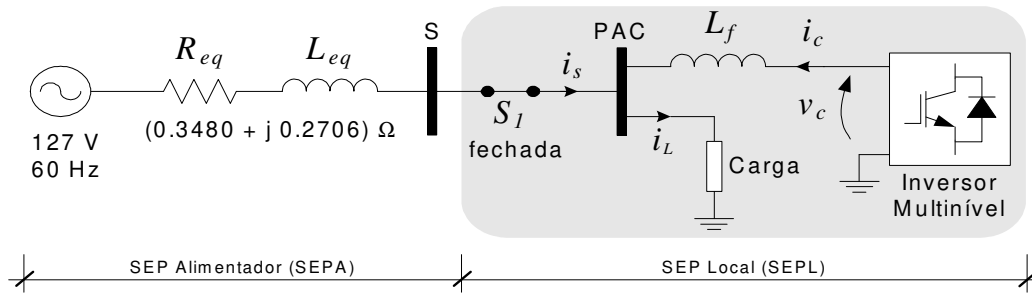 R_eq
L_eq
S
PAC
L_f
i_c
i_s
S_1
v_c
127 V
60 Hz
(0.3480 + j 0.2706) Ω
fechada
i_L
Carga
Inversor
Multinível
SEP Alimentador (SEPA)
SEP Local (SEPL)